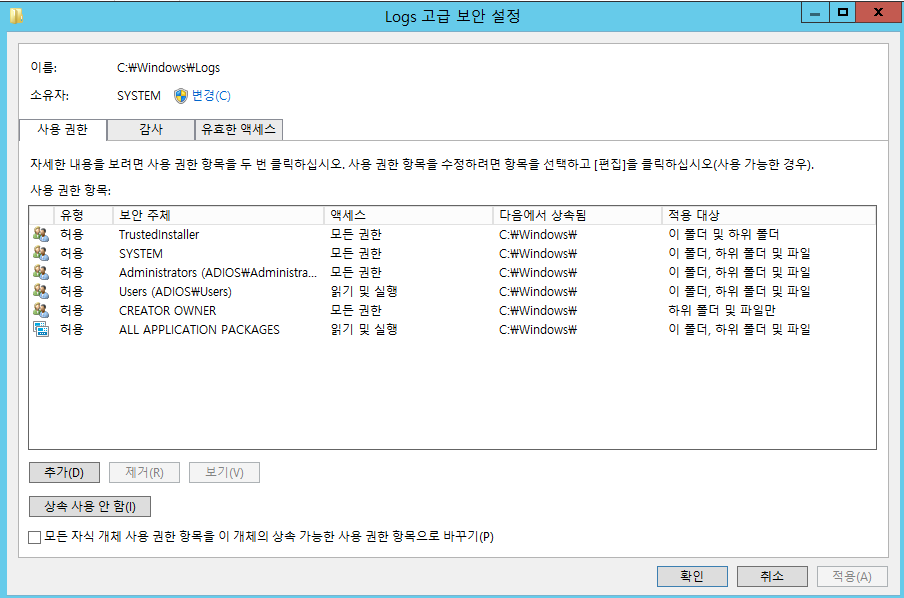 Logs 고급 보안 설정
이름: C:\Windows\Logs
소유자: SYSTEM 변경(C)
사용 권한 감사 유효한 액세스
자세한 내용을 보려면 사용 권한 항목을 두 번 클릭하십시오. 사용 권한 항목을 수정하려면 항목을 선택하고 [편집]을 클릭하십시오(사용 가능한 경우).
사용 권한 항목:
유형 보안 주체 액세스 다음에서 상속됨 적용 대상
허용 TrustedInstaller 모든 권한 C:\Windows\ 이 폴더 및 하위 폴더
허용 SYSTEM 모든 권한 C:\Windows\ 이 폴더, 하위 폴더 및 파일
허용 Administrators (ADIOS\Administra... 모든 권한 C:\Windows\ 이 폴더, 하위 폴더 및 파일
허용 Users (ADIOS\Users) 읽기 및 실행 C:\Windows\ 이 폴더, 하위 폴더 및 파일
허용 CREATOR OWNER 모든 권한 C:\Windows\ 하위 폴더 및 파일만
허용 ALL APPLICATION PACKAGES 읽기 및 실행 C:\Windows\ 이 폴더, 하위 폴더 및 파일
추가(D) 제거(R) 보기(V)
상속 사용 안 함(I)
모든 자식 개체 사용 권한 항목을 이 개체의 상속 가능한 사용 권한 항목으로 바꾸기(P)
확인 취소 적용(A)